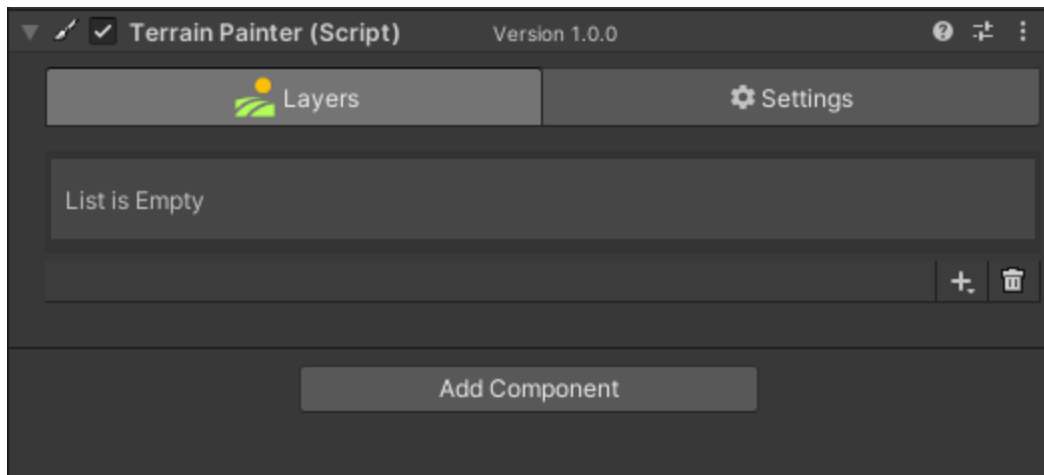 Terrain Painter (Script) Version 1.0.0
Layers Settings
List is Empty
Add Component